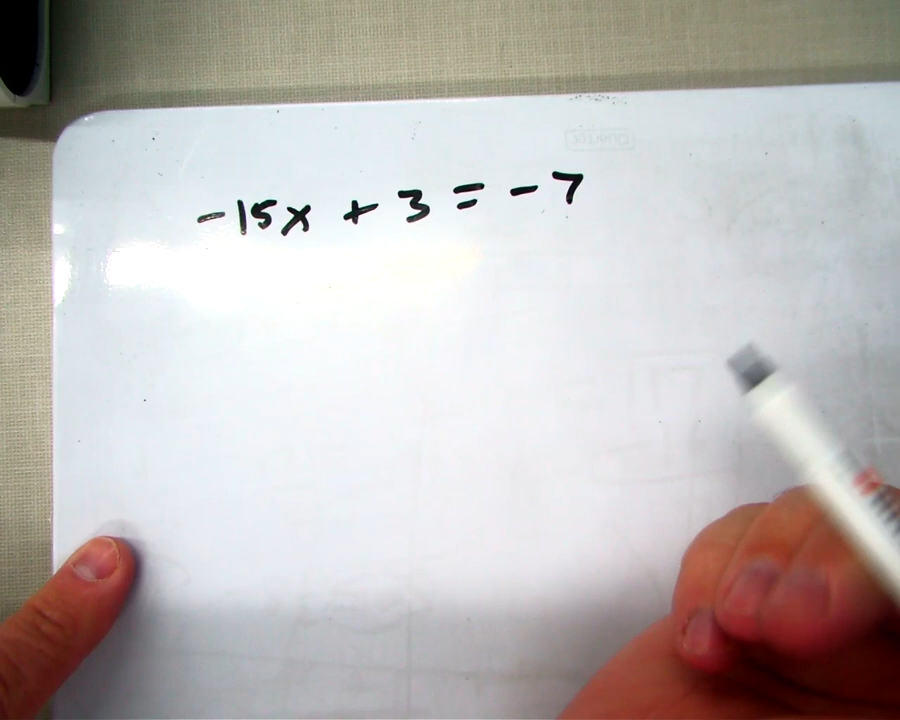 -15x + 3 = -7